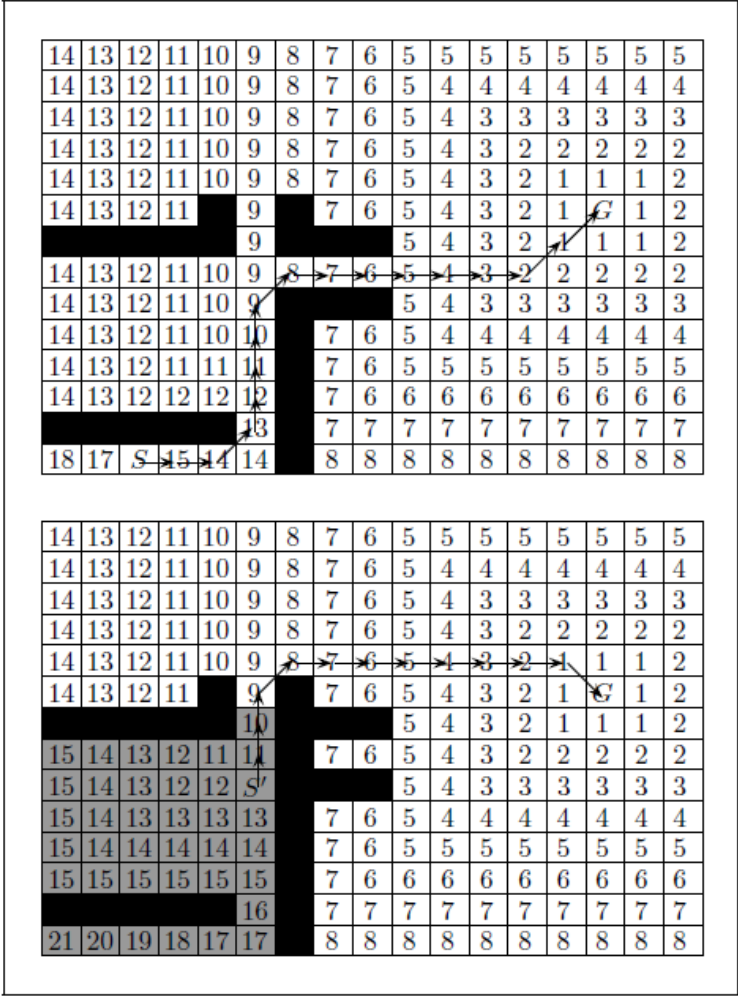 14 13 12 11 10 9 8 7 6 5 5 5 5 5 5 5 5
14 13 12 11 10 9 8 7 6 5 4 4 4 4 4 4 4
14 13 12 11 10 9 8 7 6 5 4 3 3 3 3 3 3
14 13 12 11 10 9 8 7 6 5 4 3 2 2 2 2 2
14 13 12 11 10 9 8 7 6 5 4 3 2 1 1 1 2
14 13 12 11 9 7 6 5 4 3 2 1 G 1 2
9 5 4 3 2 1 1 1 2
14 13 12 11 10 9 8 7 6 5 4 3 2 2 2 2 2
14 13 12 11 10 9 5 4 3 3 3 3 3 3
14 13 12 11 10 10 7 6 5 4 4 4 4 4 4 4
14 13 12 11 11 11 7 6 5 5 5 5 5 5 5 5
14 13 12 12 12 12 7 6 6 6 6 6 6 6 6 6
13 7 7 7 7 7 7 7 7 7 7
18 17 S 15 14 14 8 8 8 8 8 8 8 8 8 8
14 13 12 11 10 9 8 7 6 5 5 5 5 5 5 5 5
14 13 12 11 10 9 8 7 6 5 4 4 4 4 4 4 4
14 13 12 11 10 9 8 7 6 5 4 3 3 3 3 3 3
14 13 12 11 10 9 8 7 6 5 4 3 2 2 2 2 2
14 13 12 11 10 9 8 7 6 5 4 3 2 1 1 1 2
14 13 12 11 9 7 6 5 4 3 2 1 G 1 2
10 5 4 3 2 1 1 1 2
15 14 13 12 11 11 7 6 5 4 3 2 2 2 2 2
15 14 13 12 12 S′ 5 4 3 3 3 3 3 3
15 14 13 13 13 13 7 6 5 4 4 4 4 4 4 4
15 14 14 14 14 14 7 6 5 5 5 5 5 5 5 5
15 15 15 15 15 15 7 6 6 6 6 6 6 6 6 6
16 7 7 7 7 7 7 7 7 7 7
21 20 19 18 17 17 8 8 8 8 8 8 8 8 8 8